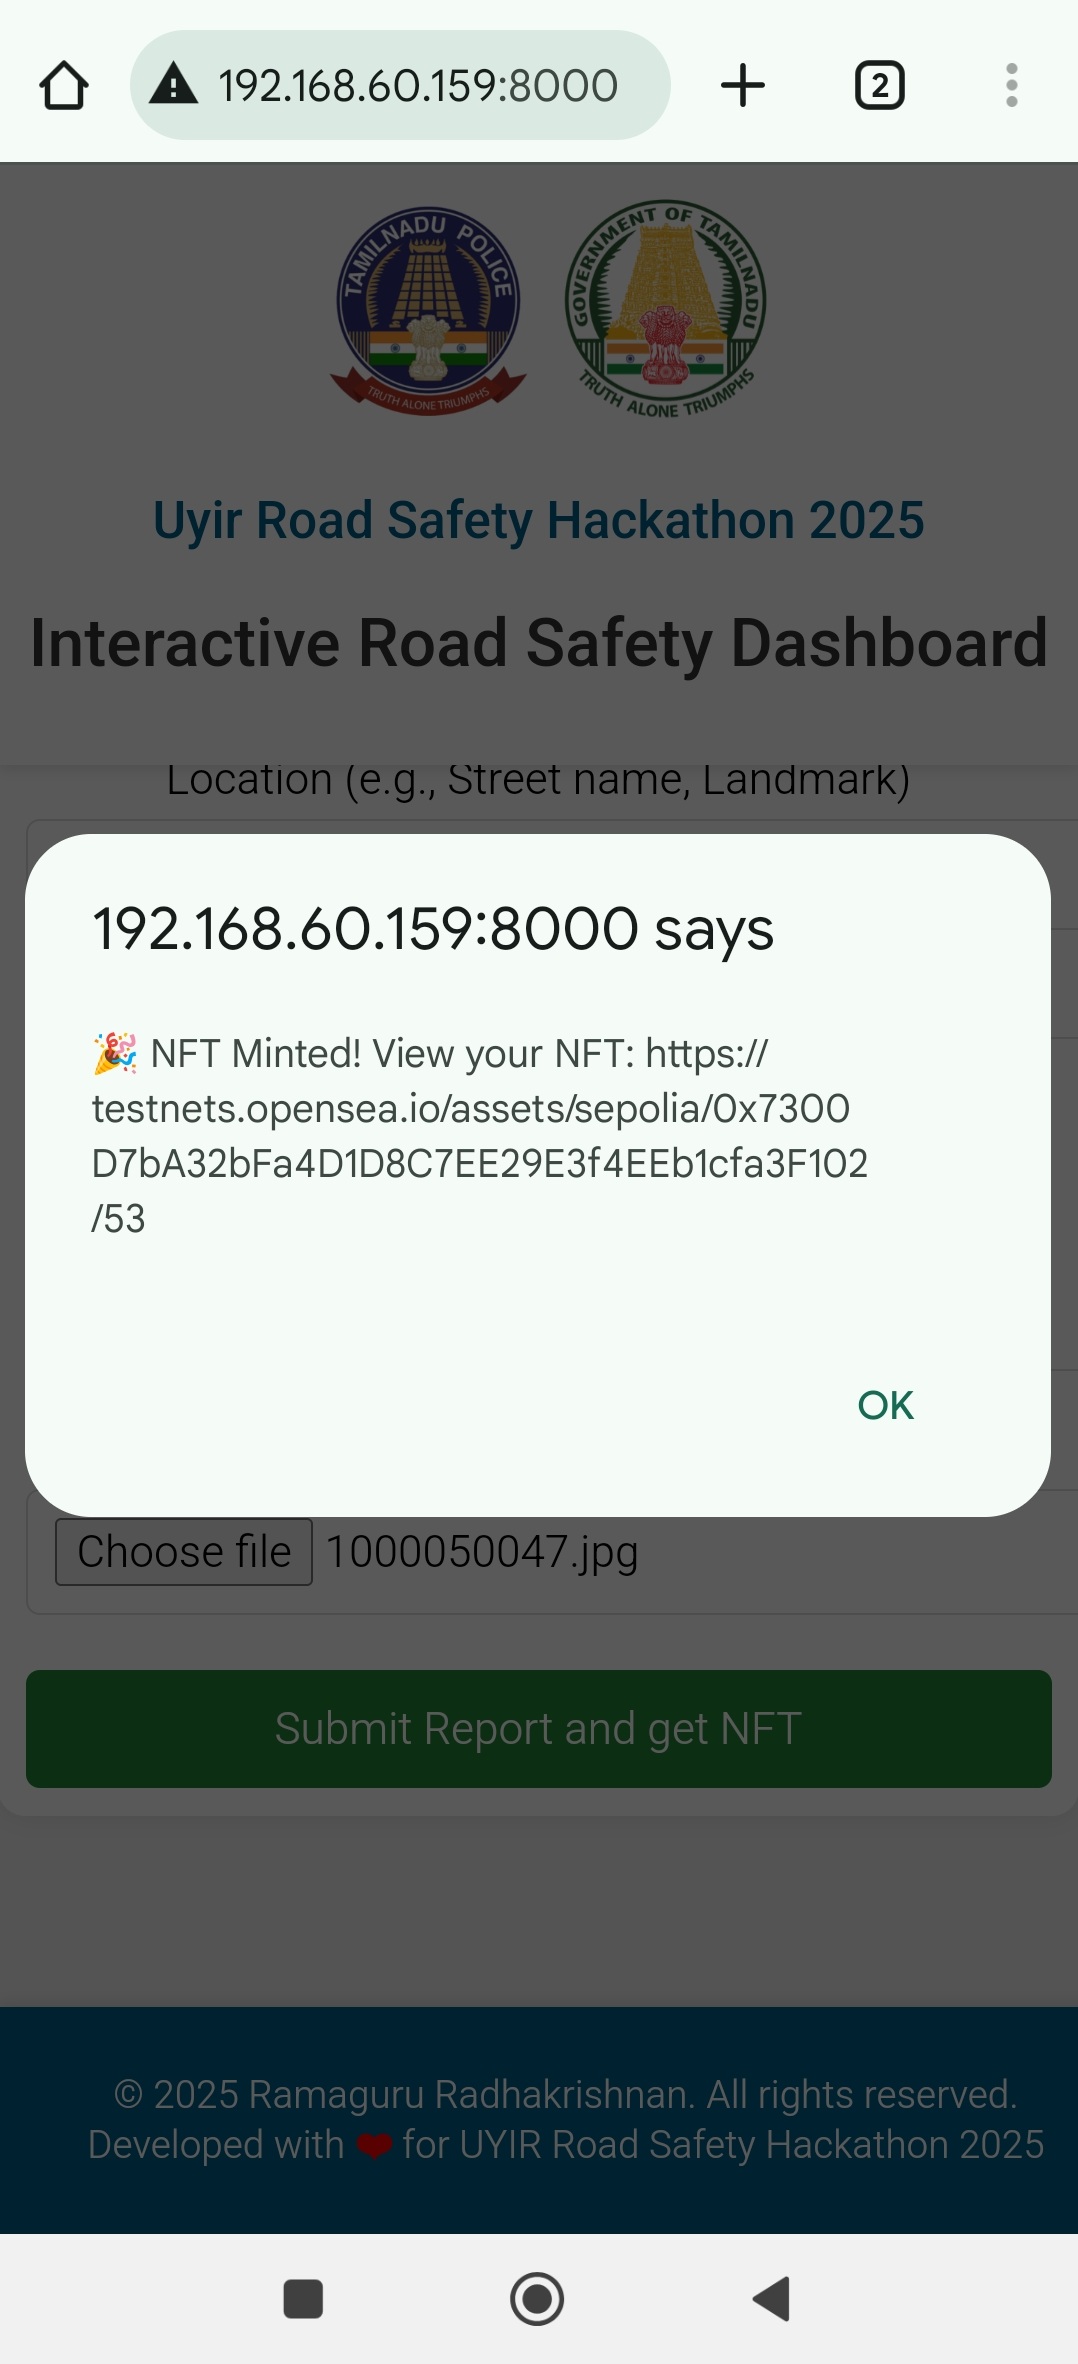 192.168.60.159:8000
2
TAMILNADU POLICE
TRUTH ALONE TRIUMPHS
GOVERNMENT OF TAMILNADU
TRUTH ALONE TRIUMPHS
Uyir Road Safety Hackathon 2025
Interactive Road Safety Dashboard
Location (e.g., Street name, Landmark)
192.168.60.159:8000 says
🎉 NFT Minted! View your NFT: https://
testnets.opensea.io/assets/sepolia/0x7300
D7bA32bFa4D1D8C7EE29E3f4EEb1cfa3F102
/53
OK
Choose file 1000050047.jpg
Submit Report and get NFT
© 2025 Ramaguru Radhakrishnan. All rights reserved.
Developed with ❤️ for UYIR Road Safety Hackathon 2025